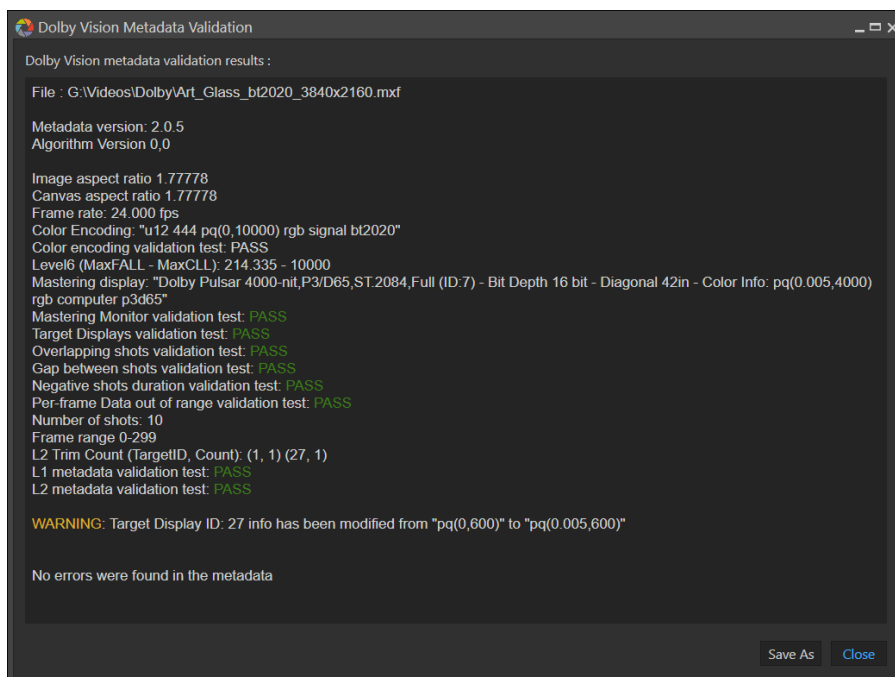 Dolby Vision Metadata Validation
Dolby Vision metadata validation results :
File : G:\Videos\Dolby\Art_Glass_bt2020_3840x2160.mxf
Metadata version: 2.0.5
Algorithm Version 0,0
Image aspect ratio 1.77778
Canvas aspect ratio 1.77778
Frame rate: 24.000 fps
Color Encoding: "u12 444 pq(0,10000) rgb signal bt2020"
Color encoding validation test: PASS
Level6 (MaxFALL - MaxCLL): 214.335 - 10000
Mastering display: "Dolby Pulsar 4000-nit,P3/D65,ST.2084,Full (ID:7) - Bit Depth 16 bit - Diagonal 42in - Color Info: pq(0.005,4000)
rgb computer p3d65"
Mastering Monitor validation test: PASS
Target Displays validation test: PASS
Overlapping shots validation test: PASS
Gap between shots validation test: PASS
Negative shots duration validation test: PASS
Per-frame Data out of range validation test: PASS
Number of shots: 10
Frame range 0-299
L2 Trim Count (TargetID, Count): (1, 1) (27, 1)
L1 metadata validation test: PASS
L2 metadata validation test: PASS
WARNING: Target Display ID: 27 info has been modified from "pq(0,600)" to "pq(0.005,600)"
No errors were found in the metadata
Save As
Close